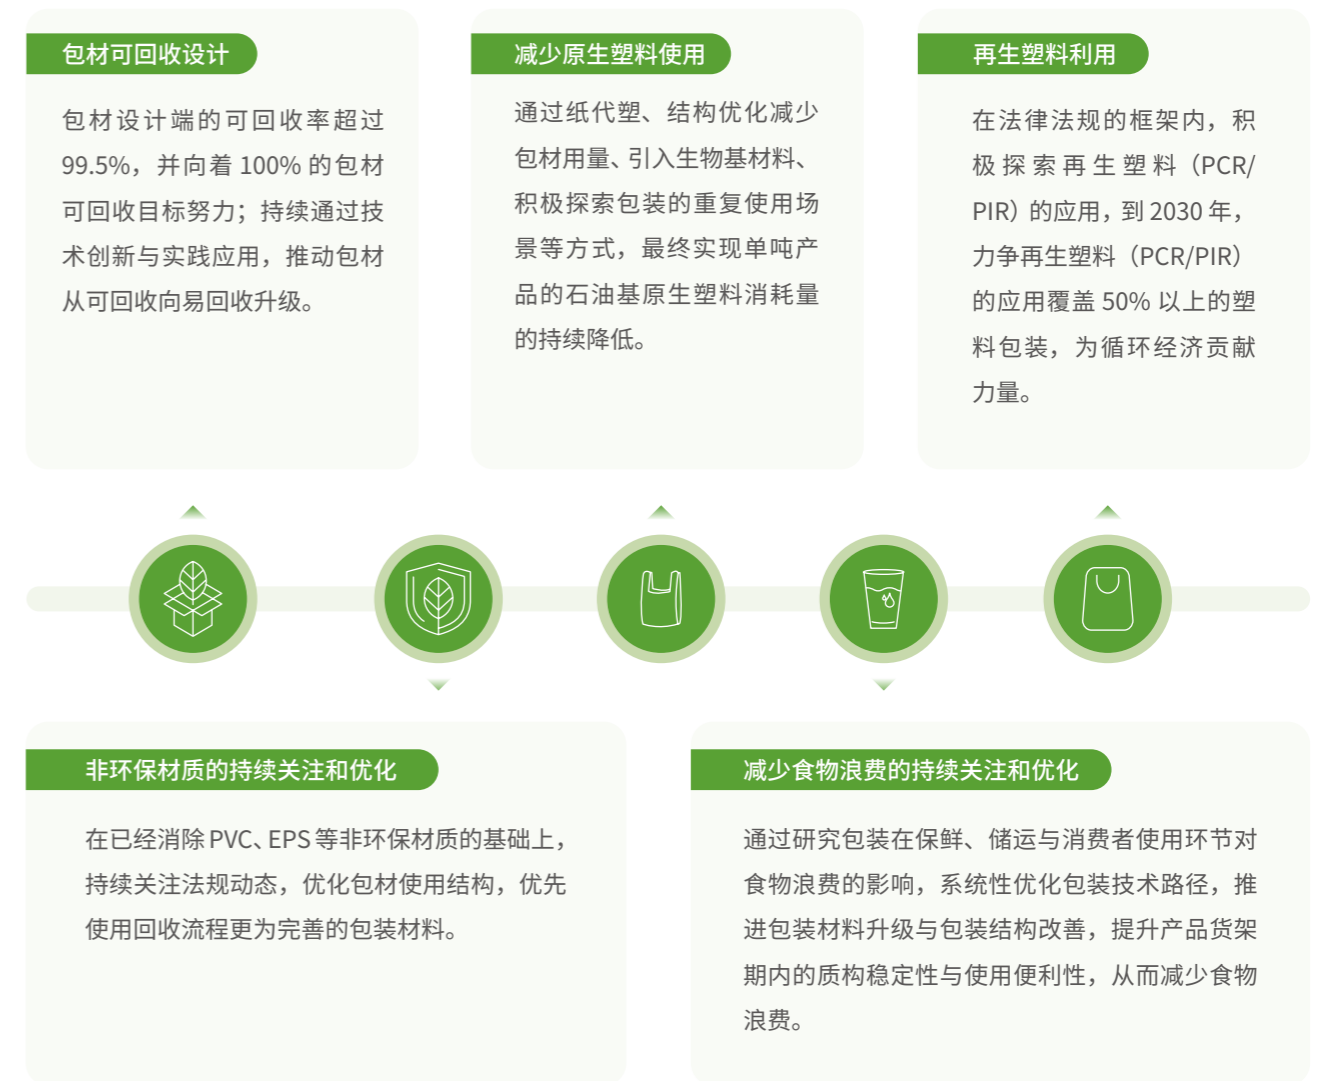 包材可回收设计
包材设计端的可回收率超过
99.5%，并向着 100% 的包材
可回收目标努力；持续通过技
术创新与实践应用，推动包材
从可回收向易回收升级。
减少原生塑料使用
通过纸代塑、结构优化减少
包材用量、引入生物基材料、
积极探索包装的重复使用场
景等方式，最终实现单吨产
品的石油基原生塑料消耗量
的持续降低。
再生塑料利用
在法律法规的框架内，积
极探索再生塑料（PCR/
PIR）的应用，到 2030 年，
力争再生塑料（PCR/PIR）
的应用覆盖 50% 以上的塑
料包装，为循环经济贡献
力量。
非环保材质的持续关注和优化
在已经消除 PVC、EPS 等非环保材质的基础上，
持续关注法规动态，优化包材使用结构，优先
使用回收流程更为完善的包装材料。
减少食物浪费的持续关注和优化
通过研究包装在保鲜、储运与消费者使用环节对
食物浪费的影响，系统性优化包装技术路径，推
进包装材料升级与包装结构改善，提升产品货架
期内的质构稳定性与使用便利性，从而减少食物
浪费。